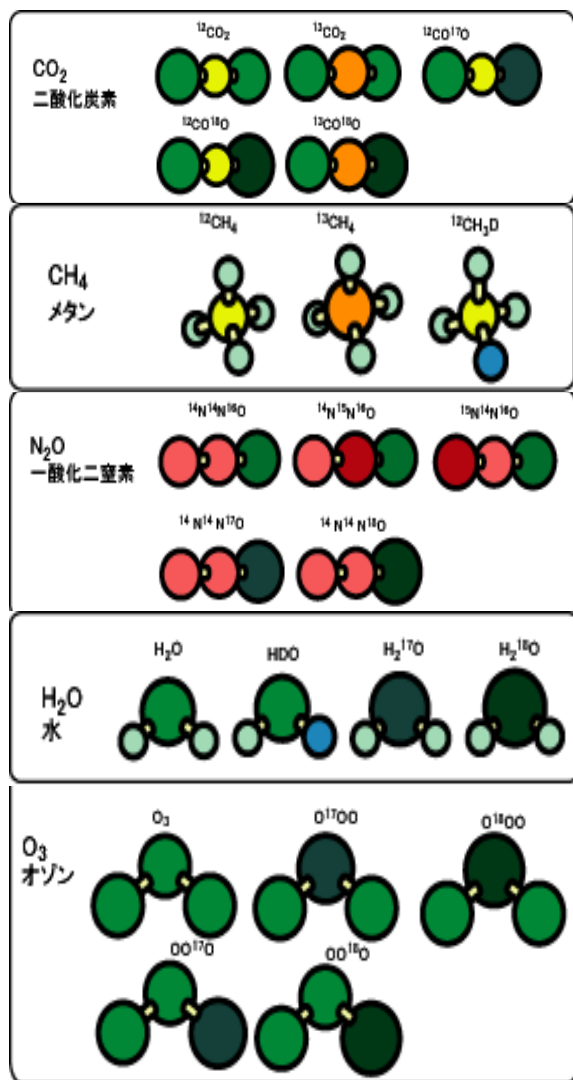 ¹²CO₂ ¹³CO₂ ¹²CO¹⁷O
CO₂
二酸化炭素
¹²CO¹⁸O ¹³CO¹⁸O
¹²CH₄ ¹³CH₄ ¹²CH₃D
CH₄
メタン
¹⁴N¹⁴N¹⁶O ¹⁴N¹⁵N¹⁶O ¹⁵N¹⁴N¹⁶O
N₂O
一酸化二窒素
¹⁴N¹⁴N¹⁷O ¹⁴N¹⁴N¹⁸O
H₂O HDO H₂¹⁷O H₂¹⁸O
H₂O
水
O₃ O¹⁷OO O¹⁸OO
O₃
オゾン
OO¹⁷O OO¹⁸O